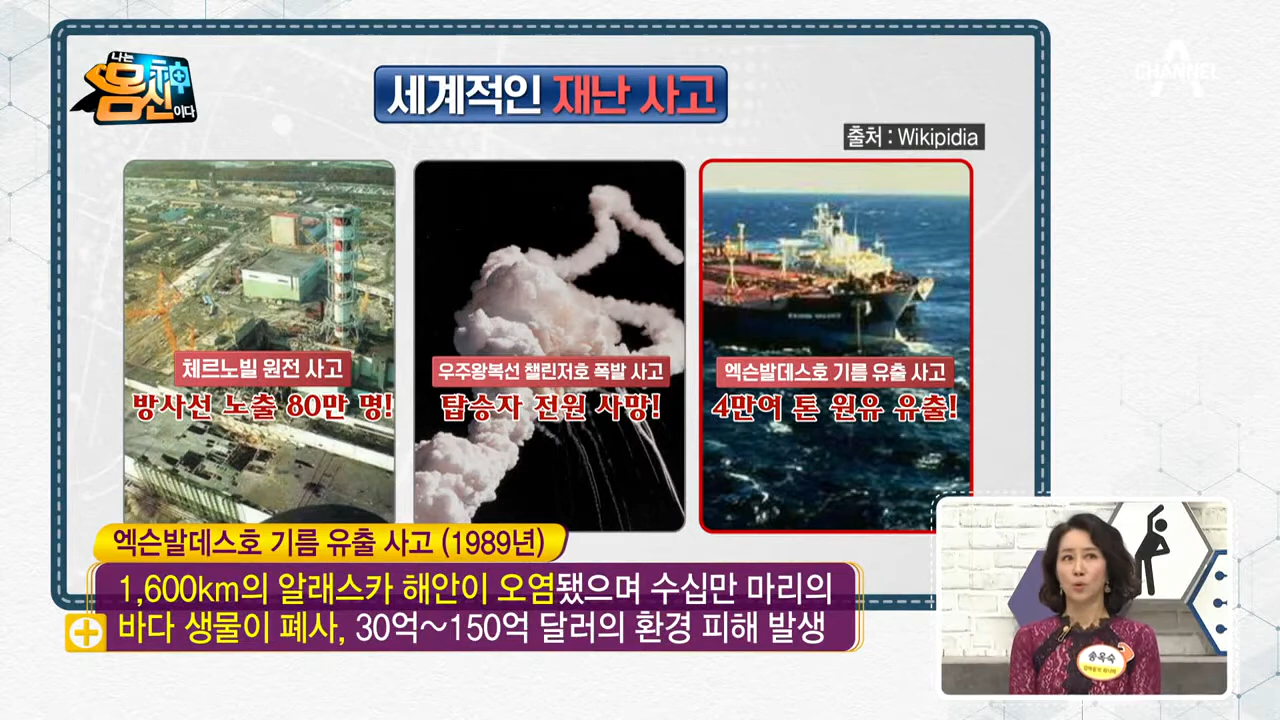 나는
몸神
신이다
CHANNEL A
세계적인 재난 사고
출처 : Wikipidia
체르노빌 원전 사고
방사선 노출 80만 명!
우주왕복선 챌린저호 폭발 사고
탑승자 전원 사망!
엑슨발데스호 기름 유출 사고
4만여 톤 원유 유출!
엑슨발데스호 기름 유출 사고 (1989년)
1,600km의 알래스카 해안이 오염됐으며 수십만 마리의
바다 생물이 폐사, 30억~150억 달러의 환경 피해 발생
송옥숙